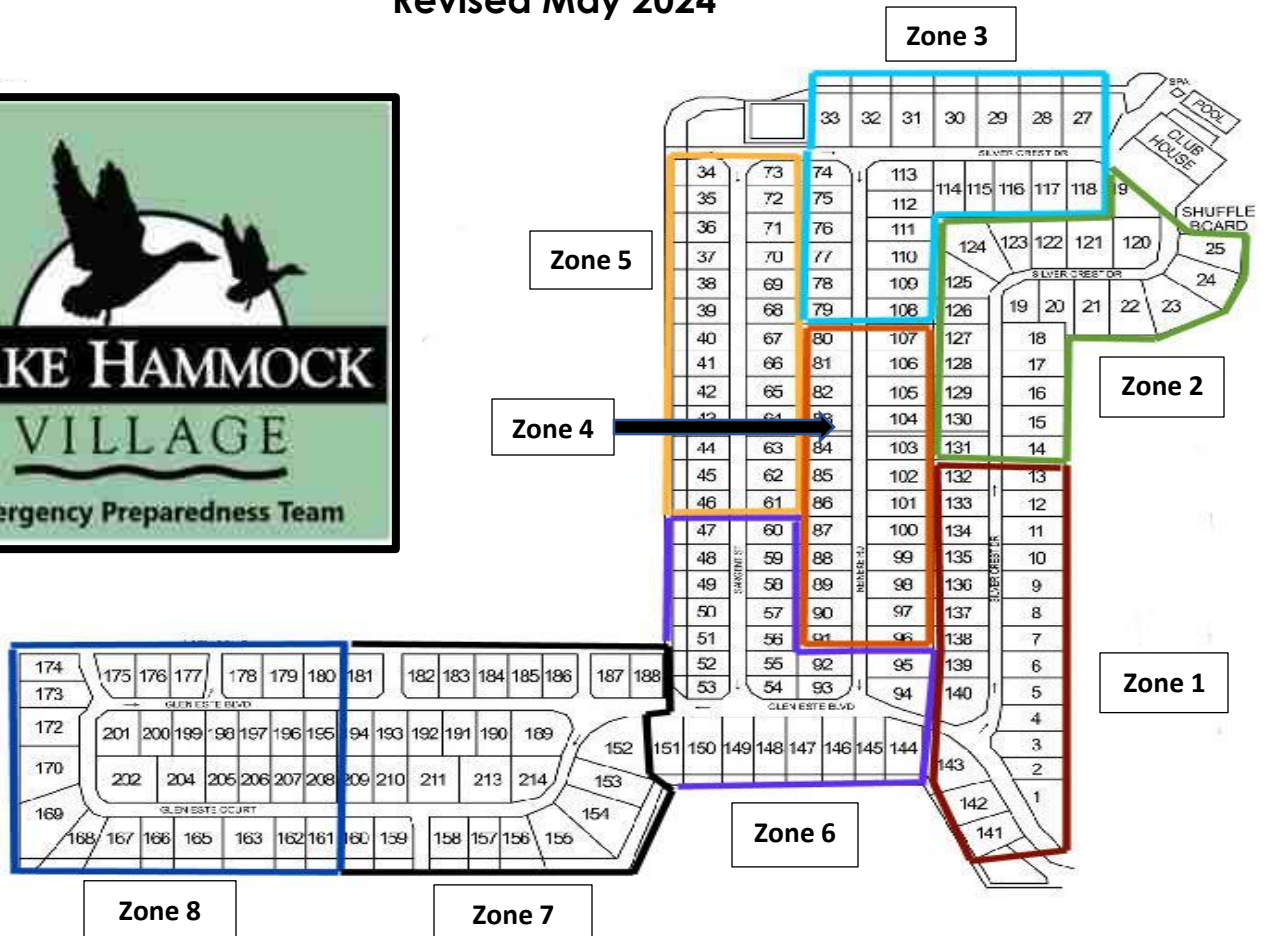 Revised May 2024
Zone 3
SPA
POOL
CLUB
HOUSE
33 32 31 30 29 28 27
SILVER CREST DR
34 73 74 113 114 115 116 117 118 19
35 72 75 112
SHUFFLE
BOARD
36 71 76 111 124 123 122 121 120 25
Zone 5
37 70 77 110
SILVER CREST DR
24
38 69 78 109 125
39 68 79 108 126 19 20 21 22 23
40 67 80 107 127 18
41 66 81 106 128 17
Zone 2
42 65 82 105 129 16
Zone 4
104 130 15
44 63 84 103 131 14
45 62 85 102 132 13
46 61 86 101 133 12
47 60 87 100 134 11
48 59 88 99 135 10
49 58 89 98 136 9
SARGENT ST
SILVER CREST DR
50 57 90 97 137 8
51 56 91 96 138 7
52 55 92 95 139 6
53 54 93 94 140 5
Zone 1
GLEN ESTE BLVD
4
3
2
1
151 150 149 148 147 146 145 144 143
142
141
Zone 6
AKE HAMMOCK
VILLAGE
ergency Preparedness Team
174 175 176 177 178 179 180 181 182 183 184 185 186 187 188
173
GLEN ESTE BLVD
172 201 200 199 198 197 196 195 94 193 192 191 190 189 152
170 202 204 205 206 207 208 209 210 211 213 214 153
169
GLEN ESTE COURT
154
168 167 166 165 163 162 161 160 159 158 157 156 155
Zone 8
Zone 7